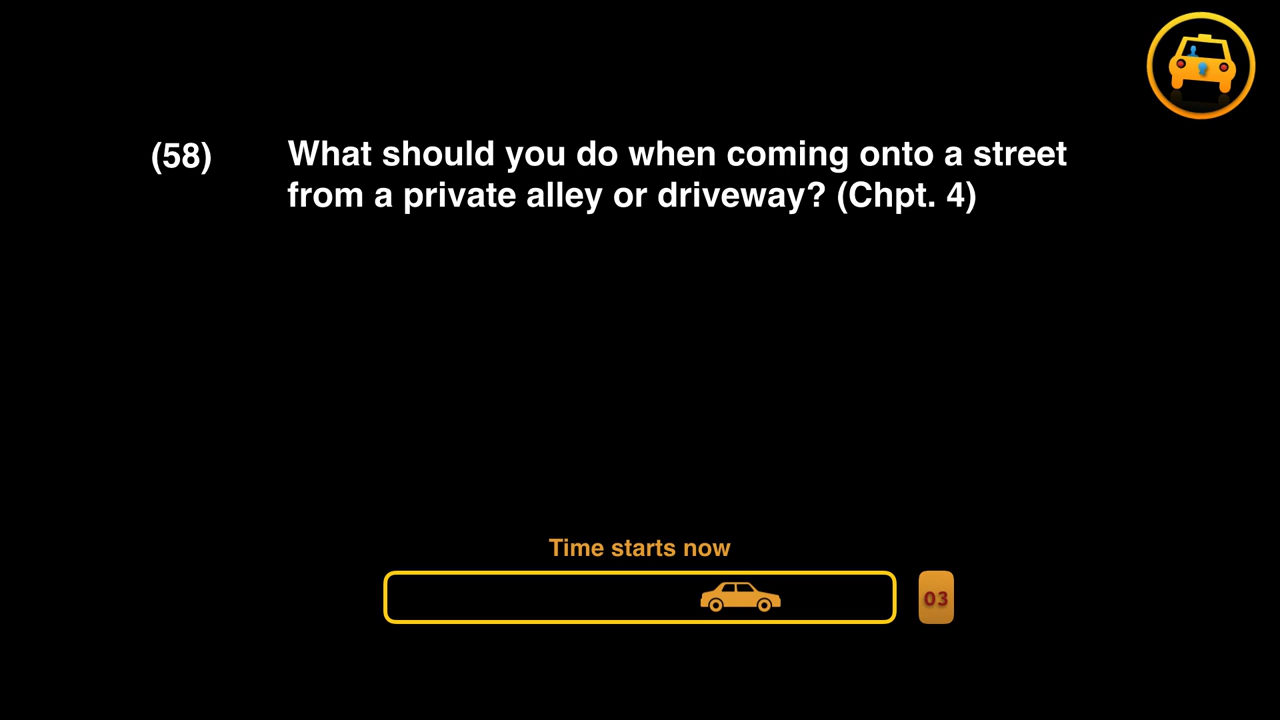 (58) What should you do when coming onto a street
from a private alley or driveway? (Chpt. 4)
Time starts now
03